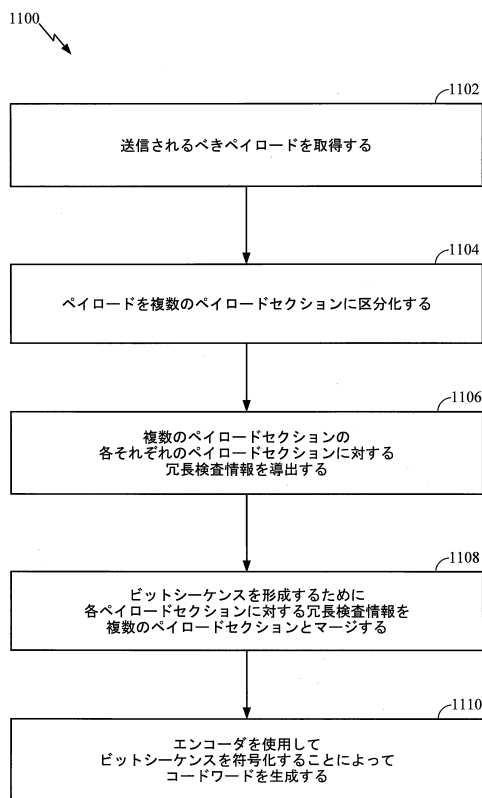 1100
1102
送信されるべきペイロードを取得する
1104
ペイロードを複数のペイロードセクションに区分化する
1106
複数のペイロードセクションの
各それぞれのペイロードセクションに対する
冗長検査情報を導出する
1108
ビットシーケンスを形成するために
各ペイロードセクションに対する冗長検査情報を
複数のペイロードセクションとマージする
1110
エンコーダを使用して
ビットシーケンスを符号化することによって
コードワードを生成する